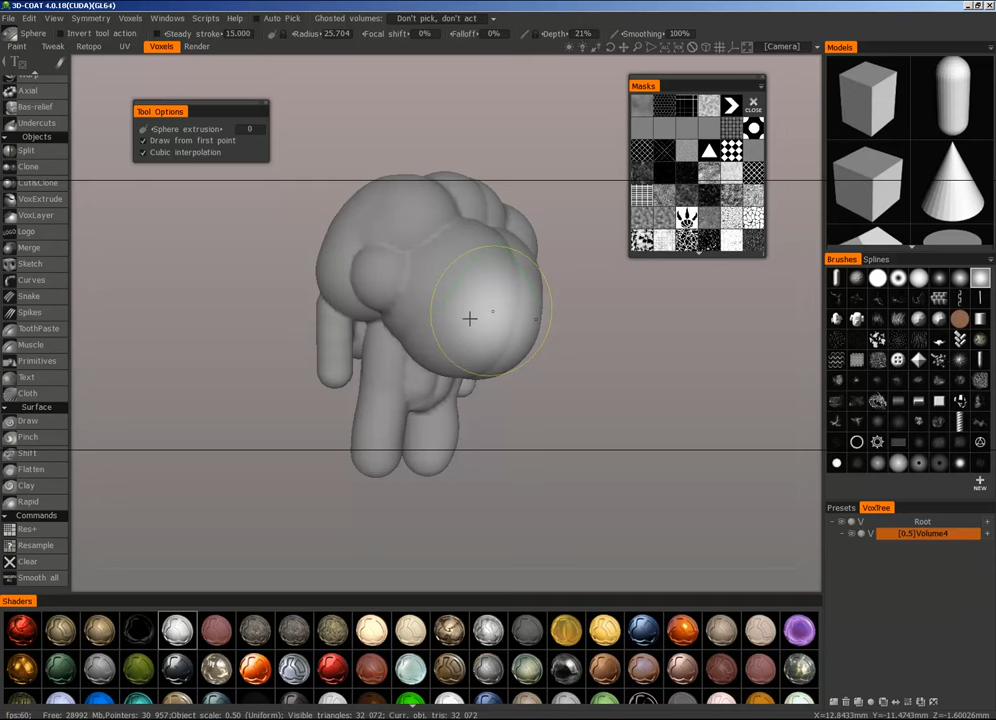 3D-COAT 4.0.18(CUDA)(GL64)
File Edit View Symmetry Voxels Windows Scripts Help Auto Pick Ghosted volumes: Don't pick, don't act
Sphere Invert tool action Steady stroke: 15.000 Radius: 25.704 Focal shift: 0% Falloff: 0% Depth: 21% Smoothing: 100%
Paint Tweak Retopo UV Voxels Render [Camera] Models
Masks
CLOSE
Axial
Bas-relief
Undercuts
Objects
Split
Clone
Cut&Clone
VoxExtrude
VoxLayer
LOGO Logo
Merge
Sketch
Curves
Snake
Spikes
ToothPaste
Muscle
Primitives
Text
Cloth
Surface
Draw
Pinch
Shift
Flatten
Clay
Rapid
Commands
Res+
Resample
Clear
Smooth all
Tool Options
Sphere extrusion: 0
Draw from first point
Cubic interpolation
Brushes Splines
NEW
Presets VoxTree
V Root +
V [0.5]Volume4 +
Shaders
fps:60; Free: 28992 Mb,Pointers: 30 957;Object scale: 0.50 (Uniform); Visible triangles: 32 072; Curr. obj. tris: 32 072 X=12.8433mm Y=-11.4743mm Z=1.60026mm